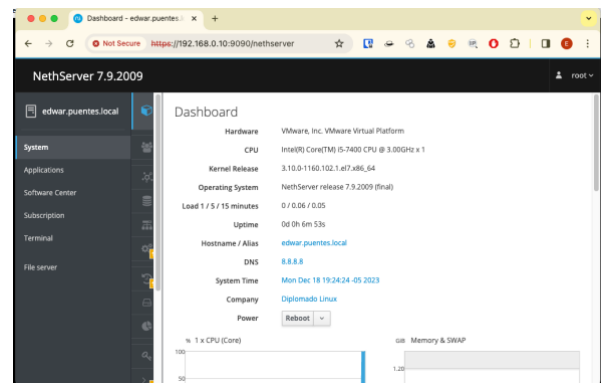 Dashboard - edwar.puentes.l
Not Secure https://192.168.0.10:9090/nethserver
NethServer 7.9.2009
root
edwar.puentes.local
System
Applications
Software Center
Subscription
Terminal
File server
Dashboard
Hardware VMware, Inc. VMware Virtual Platform
CPU Intel(R) Core(TM) i5-7400 CPU @ 3.00GHz x 1
Kernel Release 3.10.0-1160.102.1.el7.x86_64
Operating System NethServer release 7.9.2009 (final)
Load 1 / 5 / 15 minutes 0 / 0.06 / 0.05
Uptime 0d 0h 6m 53s
Hostname / Alias edwar.puentes.local
DNS 8.8.8.8
System Time Mon Dec 18 19:24:24 -05 2023
Company Diplomado Linux
Power Reboot
% 1 x CPU (Core) GiB Memory & SWAP
100
1.20
50